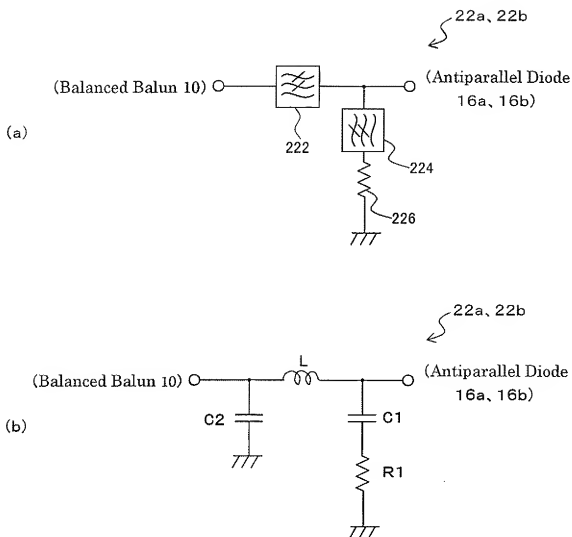 22a、22b
(Balanced Balun 10)
(Antiparallel Diode
16a、16b)
(a)
222
224
226
22a、22b
L
(Balanced Balun 10)
(Antiparallel Diode
16a、16b)
C2
C1
(b)
R1